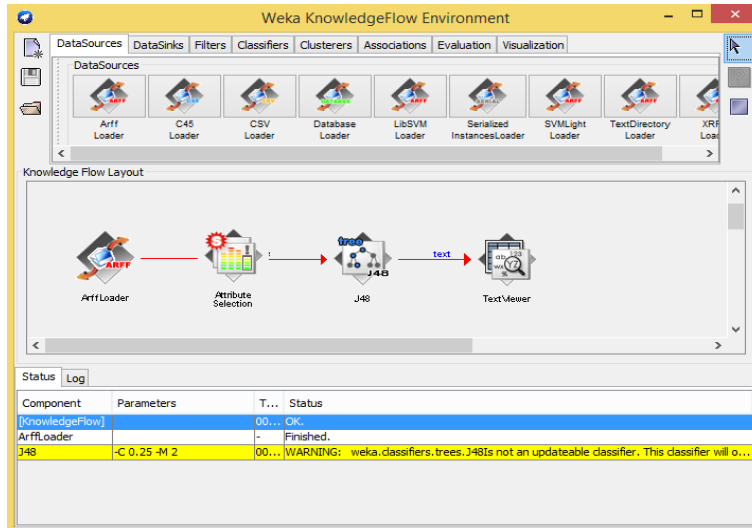 Weka KnowledgeFlow Environment
DataSources DataSinks Filters Classifiers Clusterers Associations Evaluation Visualization
DataSources
Arff Loader
C45 Loader
CSV Loader
Database Loader
LibSVM Loader
Serialized InstancesLoader
SVMLight Loader
TextDirectory Loader
Knowledge Flow Layout
text
ArffLoader
Attribute Selection
J48
TextViewer
Status Log
Component Parameters T... Status
[KnowledgeFlow] 00... OK.
ArffLoader - Finished.
J48 -C 0.25 -M 2 00... WARNING: weka.classifiers.trees.J48Is not an updateable classifier. This classifier will o...